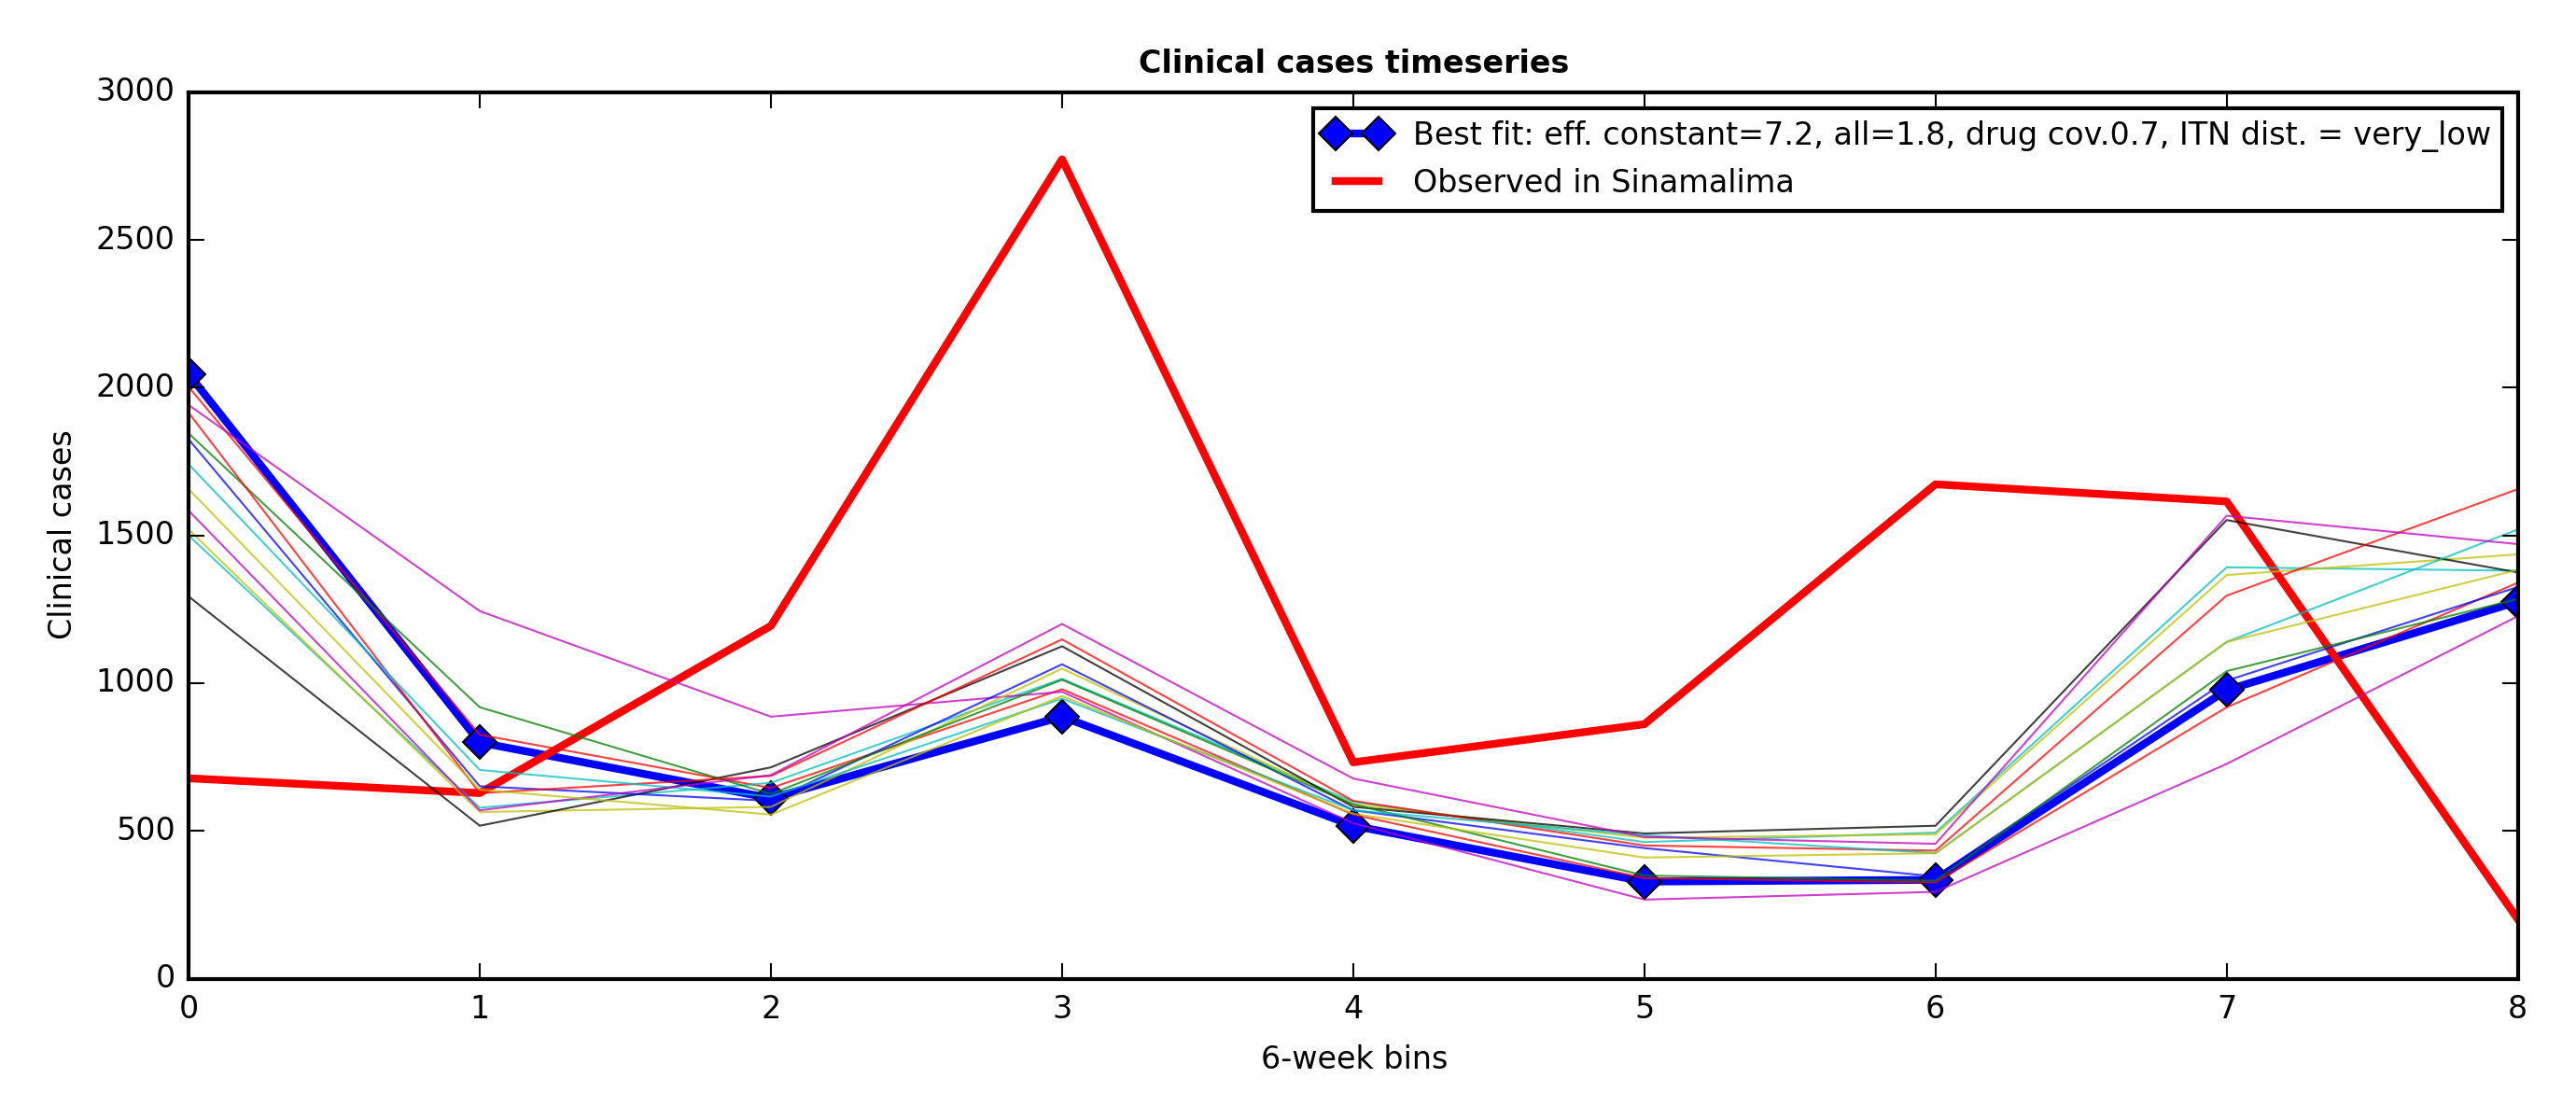 Clinical cases timeseries
3000
2500
2000
1500
1000
500
0
Clinical cases
Best fit: eff. constant=7.2, all=1.8, drug cov.0.7, ITN dist. = very_low
Observed in Sinamalima
0 1 2 3 4 5 6 7 8
6-week bins